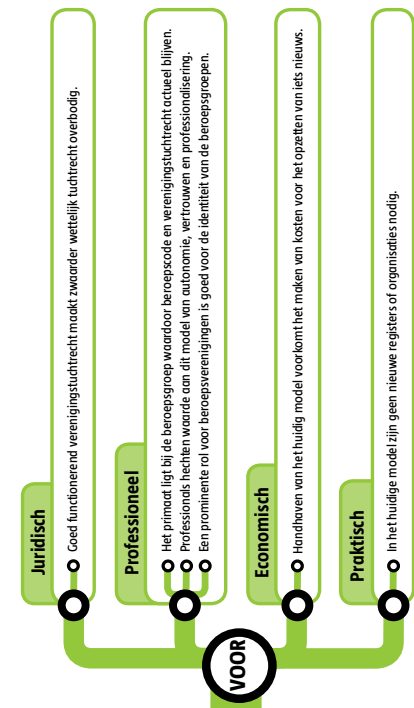 VOOR
Juridisch
Goed functionerend verenigingstuchtrecht maakt zwaarder wettelijk tuchtrecht overbodig.
Professioneel
Het primaat ligt bij de beroepsgroep waardoor beroepscode en verenigingstuchtrecht actueel blijven.
Professionals hechten waarde aan dit model van autonomie, vertrouwen en professionalisering.
Een prominente rol voor beroepsverenigingen is goed voor de identiteit van de beroepsgroepen.
Economisch
Handhaven van het huidig model voorkomt het maken van kosten voor het opzetten van iets nieuws.
Praktisch
In het huidige model zijn geen nieuwe registers of organisaties nodig.